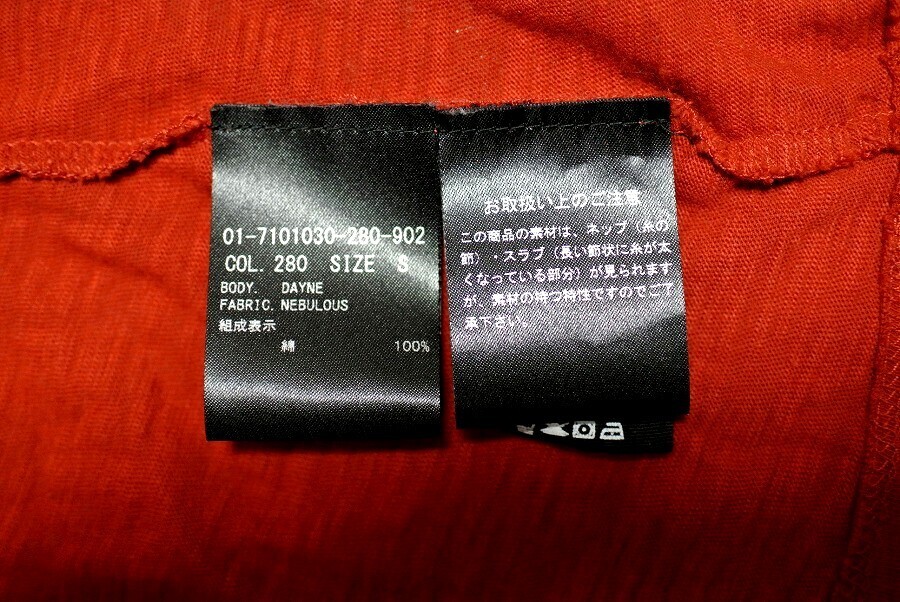 01-7101030-280-902
COL. 280 SIZE S
BODY. DAYNE
FABRIC. NEBULOUS
組成表示
綿 100%
お取扱い上のご注意
この商品の素材は、ネップ（糸の
節）・スラブ（長い節状に糸が太
くなっている部分）が見られます
が、素材の持つ特性ですのでご了
承下さい。